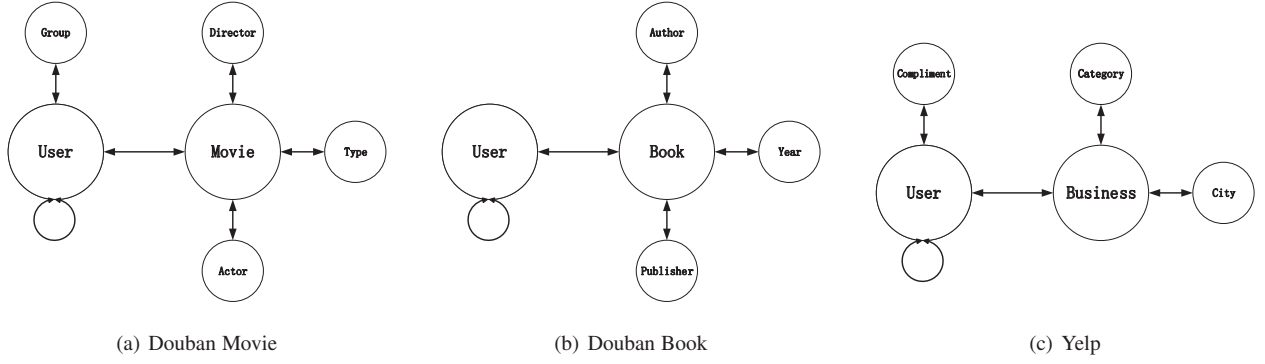 Group
Director
User
Movie
Type
Actor
(a) Douban Movie
Author
User
Book
Year
Publisher
(b) Douban Book
Compliment
Category
User
Business
City
(c) Yelp